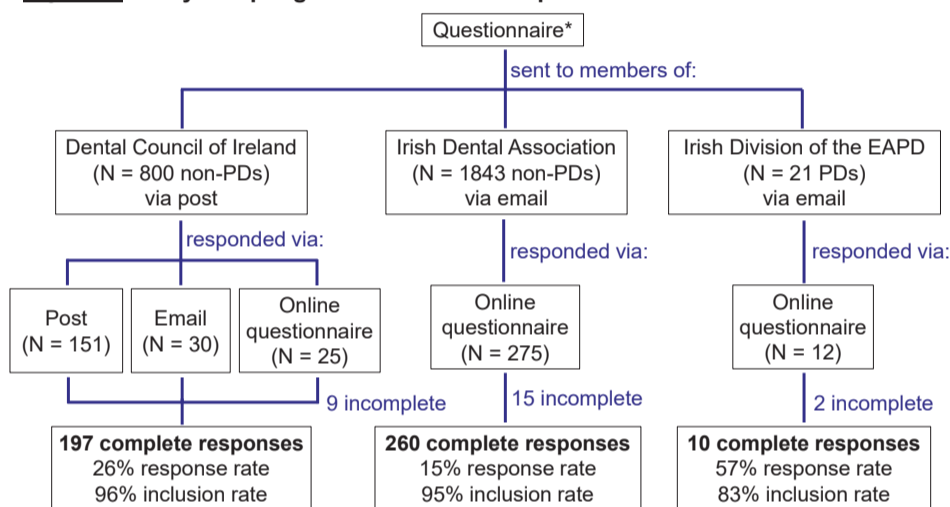 Questionnaire*
sent to members of:
Dental Council of Ireland
(N = 800 non-PDs)
via post
Irish Dental Association
(N = 1843 non-PDs)
via email
Irish Division of the EAPD
(N = 21 PDs)
via email
responded via:
responded via:
responded via:
Post
(N = 151)
Email
(N = 30)
Online
questionnaire
(N = 25)
Online
questionnaire
(N = 275)
Online
questionnaire
(N = 12)
9 incomplete
15 incomplete
2 incomplete
197 complete responses
26% response rate
96% inclusion rate
260 complete responses
15% response rate
95% inclusion rate
10 complete responses
57% response rate
83% inclusion rate